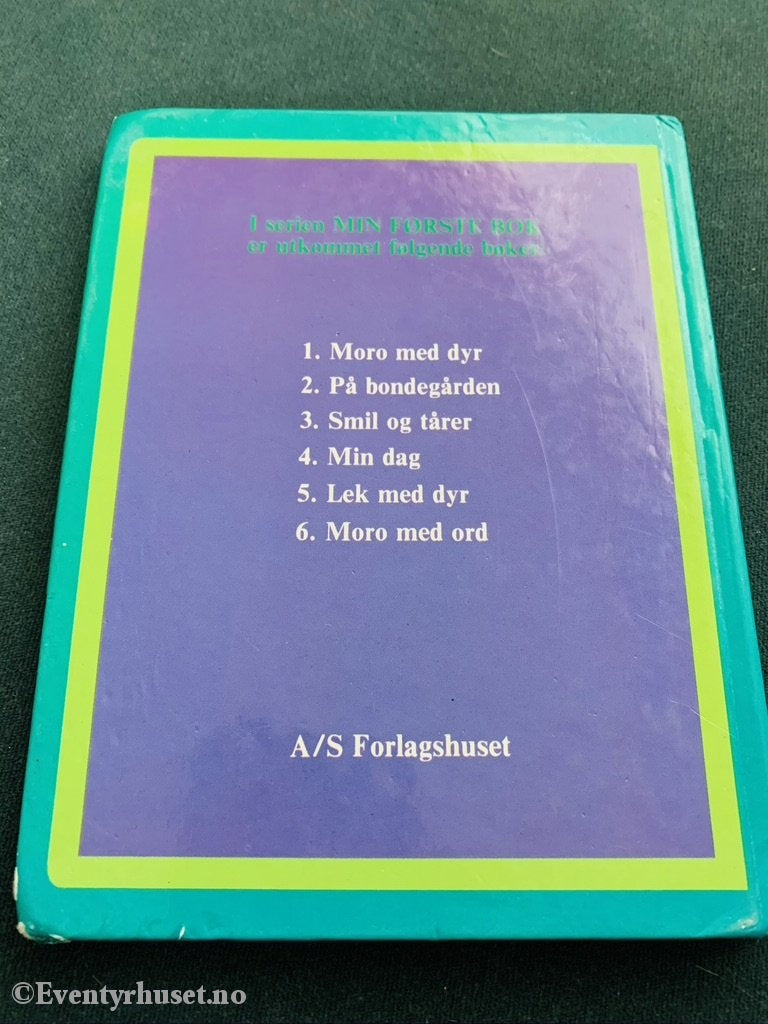 I serien MIN FØRSTE BOK
er utkommet følgende bøker:
1. Moro med dyr
2. På bondegården
3. Smil og tårer
4. Min dag
5. Lek med dyr
6. Moro med ord
A/S Forlagshuset
©Eventyrhuset.no